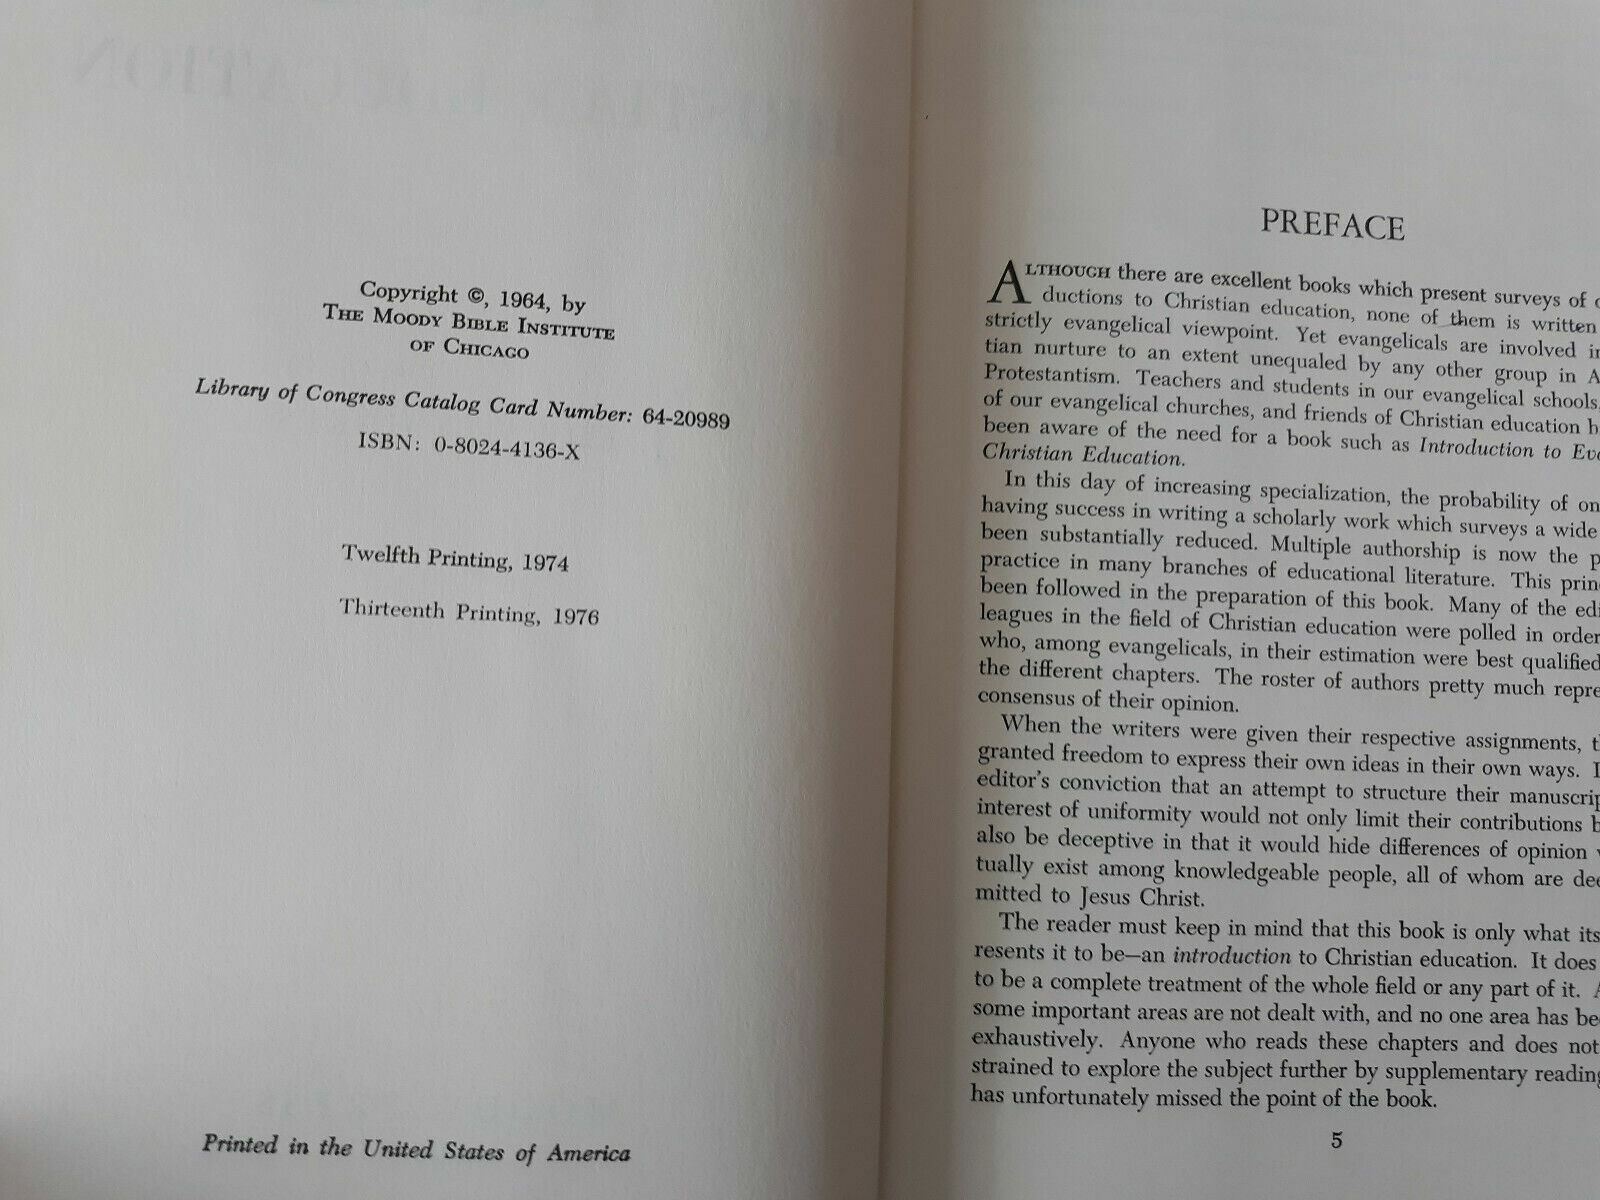 Copyright ©, 1964, by
THE MOODY BIBLE INSTITUTE
OF CHICAGO
Library of Congress Catalog Card Number: 64-20989
ISBN: 0-8024-4136-X
Twelfth Printing, 1974
Thirteenth Printing, 1976
Printed in the United States of America
PREFACE
ALTHOUGH there are excellent books which present surveys of
ductions to Christian education, none of them is written
strictly evangelical viewpoint. Yet evangelicals are involved
tian nurture to an extent unequaled by any other group in
Protestantism. Teachers and students in our evangelical schools,
of our evangelical churches, and friends of Christian education
been aware of the need for a book such as Introduction to
Christian Education.
In this day of increasing specialization, the probability of
having success in writing a scholarly work which surveys a wide
been substantially reduced. Multiple authorship is now the
practice in many branches of educational literature. This
been followed in the preparation of this book. Many of the
leagues in the field of Christian education were polled in order
who, among evangelicals, in their estimation were best qualified
the different chapters. The roster of authors pretty much
consensus of their opinion.
When the writers were given their respective assignments,
granted freedom to express their own ideas in their own ways.
editor's conviction that an attempt to structure their
interest of uniformity would not only limit their contributions
also be deceptive in that it would hide differences of opinion
tually exist among knowledgeable people, all of whom are
mitted to Jesus Christ.
The reader must keep in mind that this book is only what its
resents it to be—an introduction to Christian education. It does
to be a complete treatment of the whole field or any part of it.
some important areas are not dealt with, and no one area has
exhaustively. Anyone who reads these chapters and does not
strained to explore the subject further by supplementary
has unfortunately missed the point of the book.
5